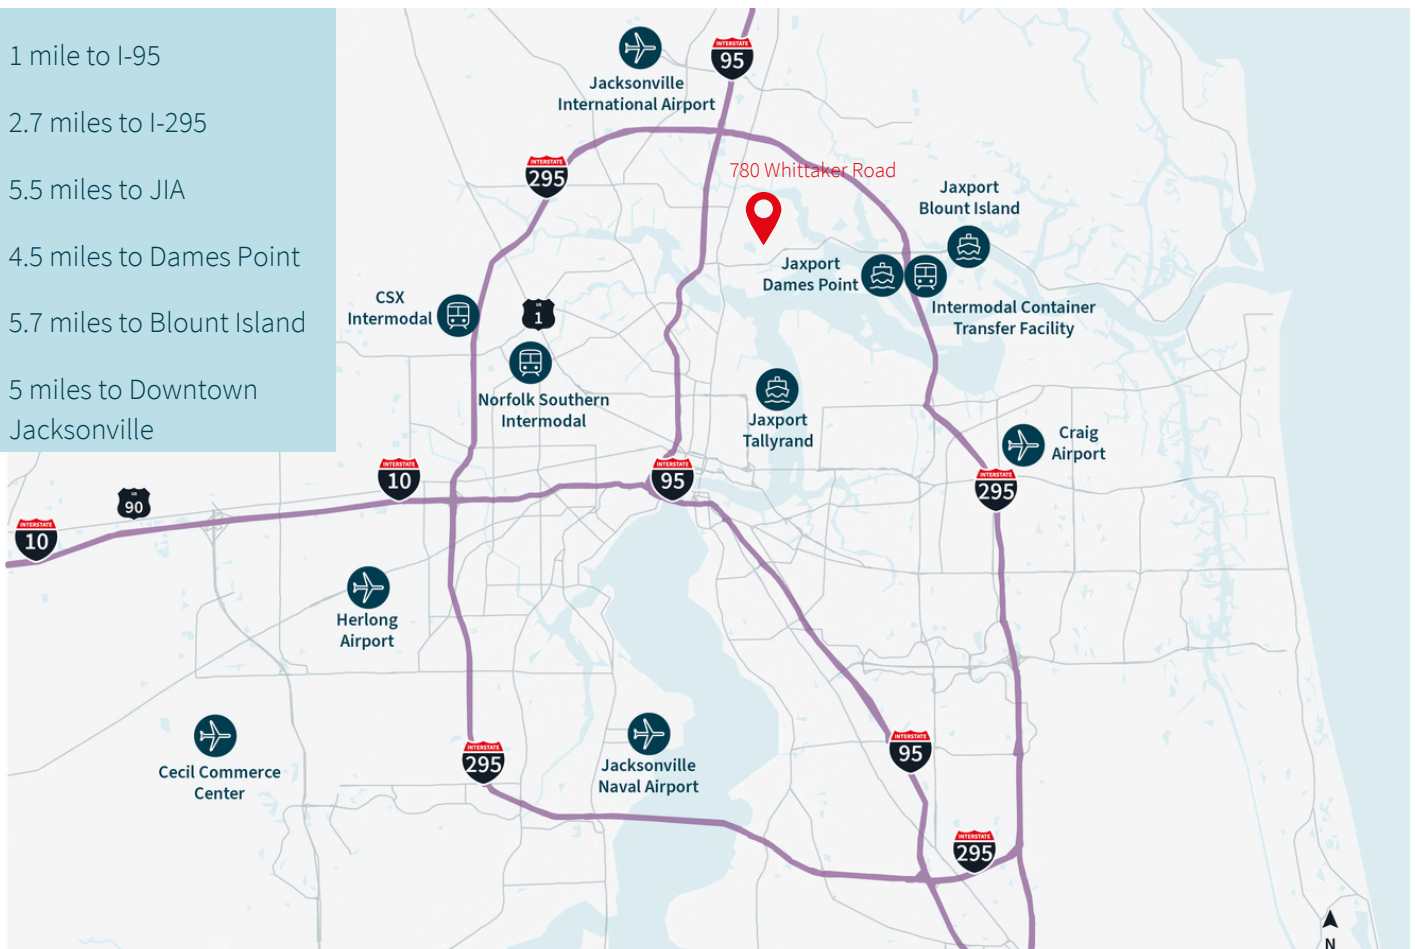 1 mile to I-95
2.7 miles to I-295
5.5 miles to JIA
4.5 miles to Dames Point
5.7 miles to Blount Island
5 miles to Downtown
Jacksonville
Jacksonville
International Airport
INTERSTATE
95
INTERSTATE
295
780 Whittaker Road
Jaxport
Blount Island
Jaxport
Dames Point
Intermodal Container
Transfer Facility
CSX
Intermodal
US
1
Norfolk Southern
Intermodal
Jaxport
Tallyrand
Craig
Airport
INTERSTATE
10
INTERSTATE
95
INTERSTATE
295
US
90
INTERSTATE
10
Herlong
Airport
Cecil Commerce
Center
INTERSTATE
295
Jacksonville
Naval Airport
INTERSTATE
95
INTERSTATE
295
N